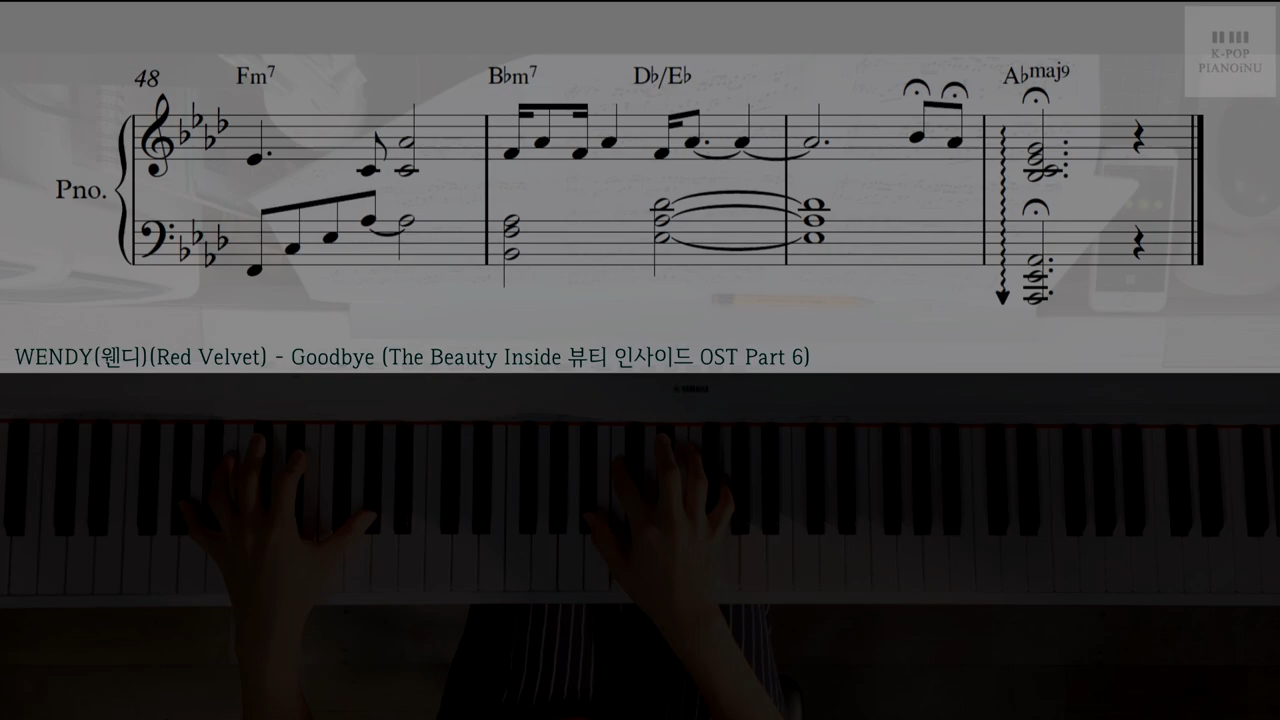 K-POP
PIANOiNU
48 Fm7 B♭m7 D♭/E♭ A♭maj9
Pno.
WENDY(웬디)(Red Velvet) - Goodbye (The Beauty Inside 뷰티 인사이드 OST Part 6)